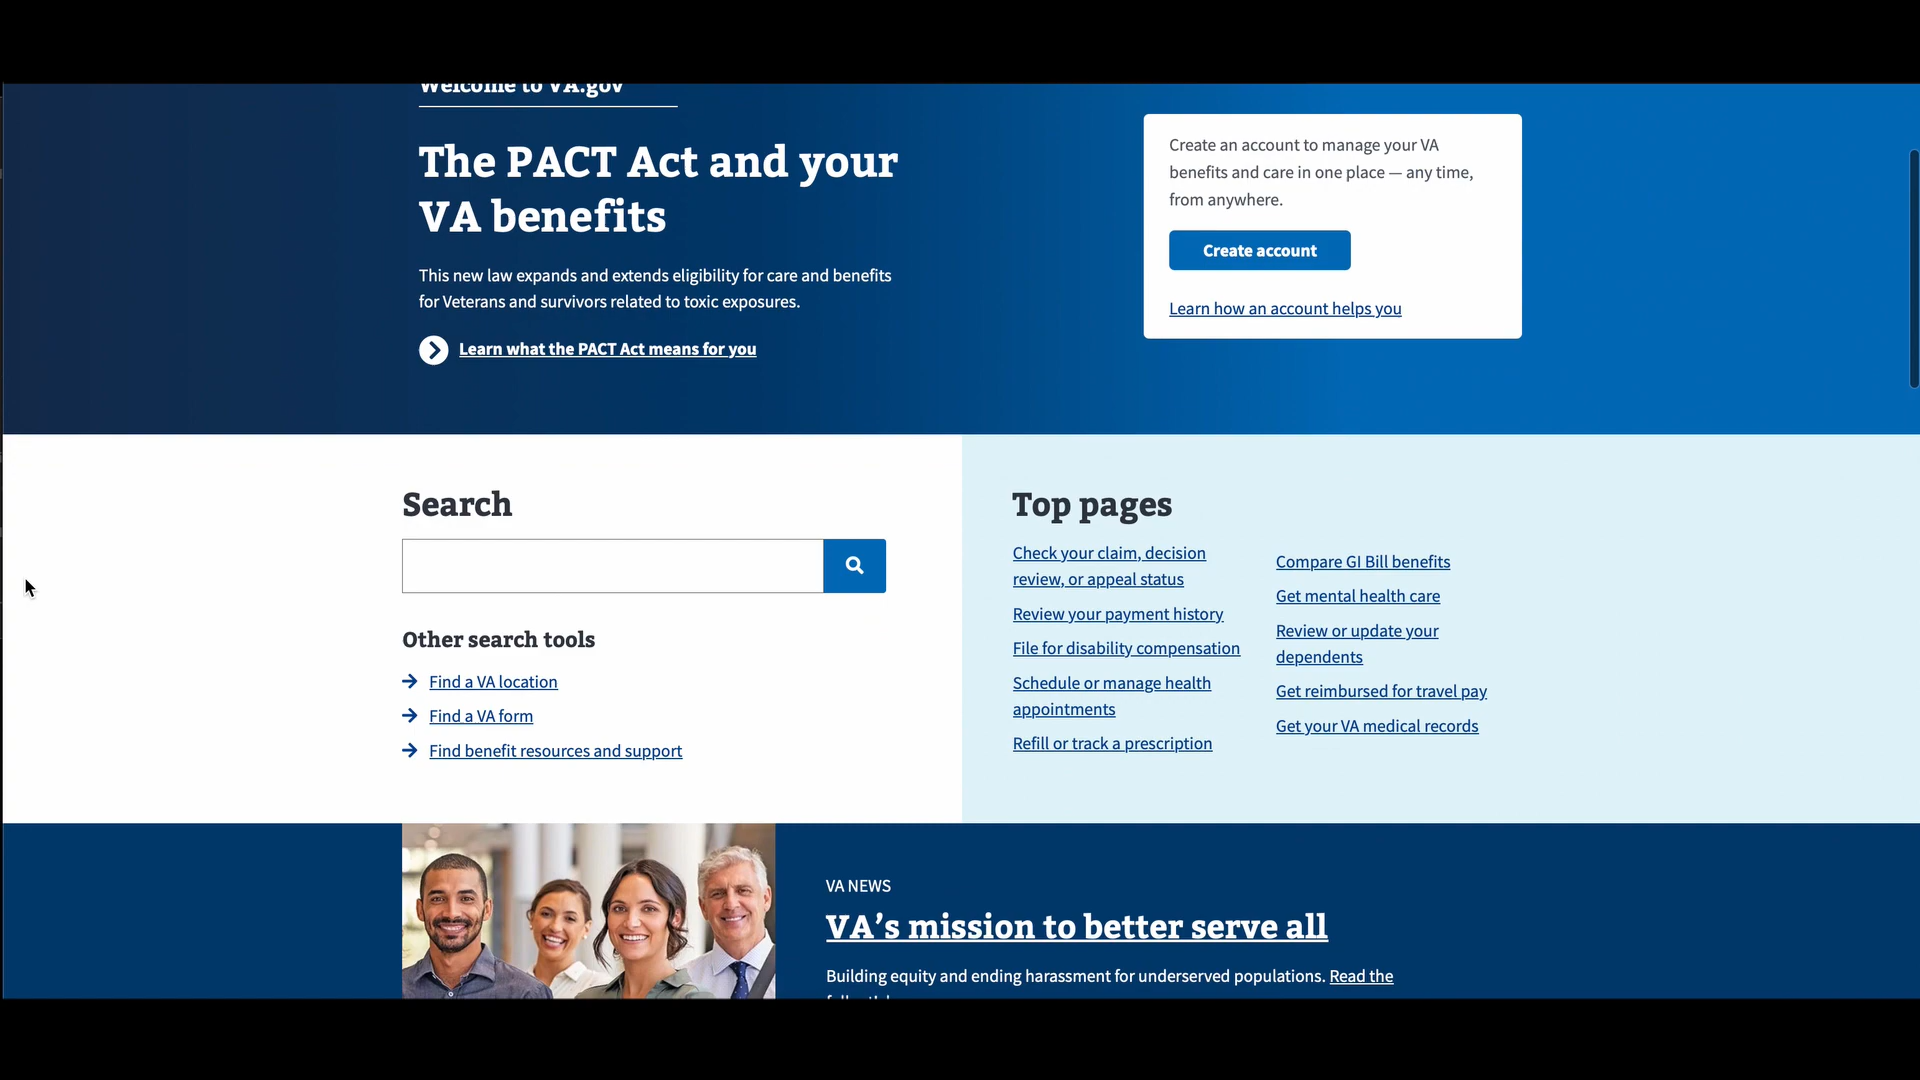 Welcome to VA.gov
The PACT Act and your
VA benefits
This new law expands and extends eligibility for care and benefits
for Veterans and survivors related to toxic exposures.
Learn what the PACT Act means for you
Create an account to manage your VA
benefits and care in one place — any time,
from anywhere.
Create account
Learn how an account helps you
Search
Other search tools
Find a VA location
Find a VA form
Find benefit resources and support
Top pages
Check your claim, decision
review, or appeal status
Review your payment history
File for disability compensation
Schedule or manage health
appointments
Refill or track a prescription
Compare GI Bill benefits
Get mental health care
Review or update your
dependents
Get reimbursed for travel pay
Get your VA medical records
VA NEWS
VA’s mission to better serve all
Building equity and ending harassment for underserved populations. Read the